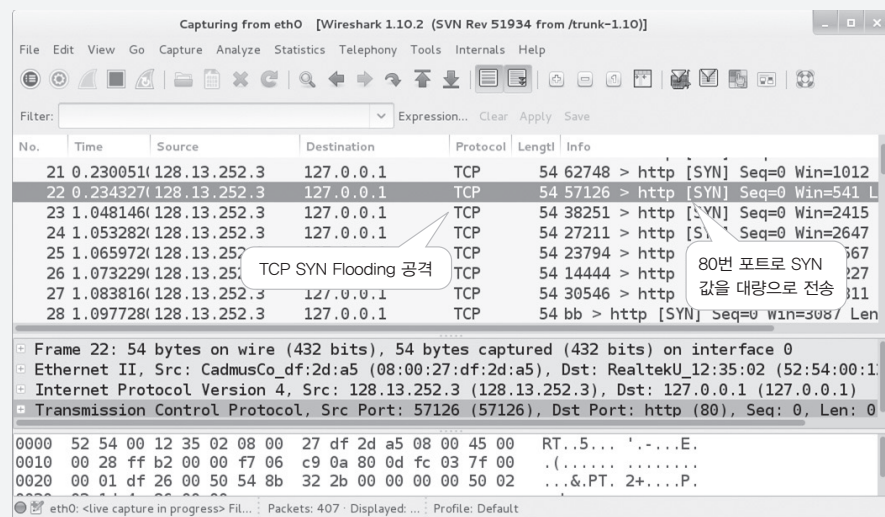 Capturing from eth0 [Wireshark 1.10.2 (SVN Rev 51934 from /trunk-1.10)]
File Edit View Go Capture Analyze Statistics Telephony Tools Internals Help
Filter: Expression... Clear Apply Save
No. Time Source Destination Protocol Lengtl Info
21 0.230051( 128.13.252.3 127.0.0.1 TCP 54 62748 > http [SYN] Seq=0 Win=1012
22 0.234327( 128.13.252.3 127.0.0.1 TCP 54 57126 > http [SYN] Seq=0 Win=541 L
23 1.048146( 128.13.252.3 127.0.0.1 TCP 54 38251 > http [SYN] Seq=0 Win=2415
24 1.053282( 128.13.252.3 127.0.0.1 TCP 54 27211 > http [SYN] Seq=0 Win=2647
25 1.065972( 128.13.252 TCP 54 23794 > http 567
26 1.073229( 128.13.252 TCP 54 14444 > http 227
27 1.083816( 128.13.252.3 127.0.0.1 TCP 54 30546 > http 311
28 1.097728( 128.13.252.3 127.0.0.1 TCP 54 bb > http [SYN] Seq=0 Win=3087 Len
TCP SYN Flooding 공격
80번 포트로 SYN
값을 대량으로 전송
Frame 22: 54 bytes on wire (432 bits), 54 bytes captured (432 bits) on interface 0
Ethernet II, Src: CadmusCo_df:2d:a5 (08:00:27:df:2d:a5), Dst: RealtekU_12:35:02 (52:54:00:1
Internet Protocol Version 4, Src: 128.13.252.3 (128.13.252.3), Dst: 127.0.0.1 (127.0.0.1)
Transmission Control Protocol, Src Port: 57126 (57126), Dst Port: http (80), Seq: 0, Len: 0
0000 52 54 00 12 35 02 08 00 27 df 2d a5 08 00 45 00 RT..5... '.-...E.
0010 00 28 ff b2 00 00 f7 06 c9 0a 80 0d fc 03 7f 00 .(...... ........
0020 00 01 df 26 00 50 54 8b 32 2b 00 00 00 00 50 02 ...&.PT. 2+....P.
eth0: <live capture in progress> Fil... Packets: 407 · Displayed: ... Profile: Default